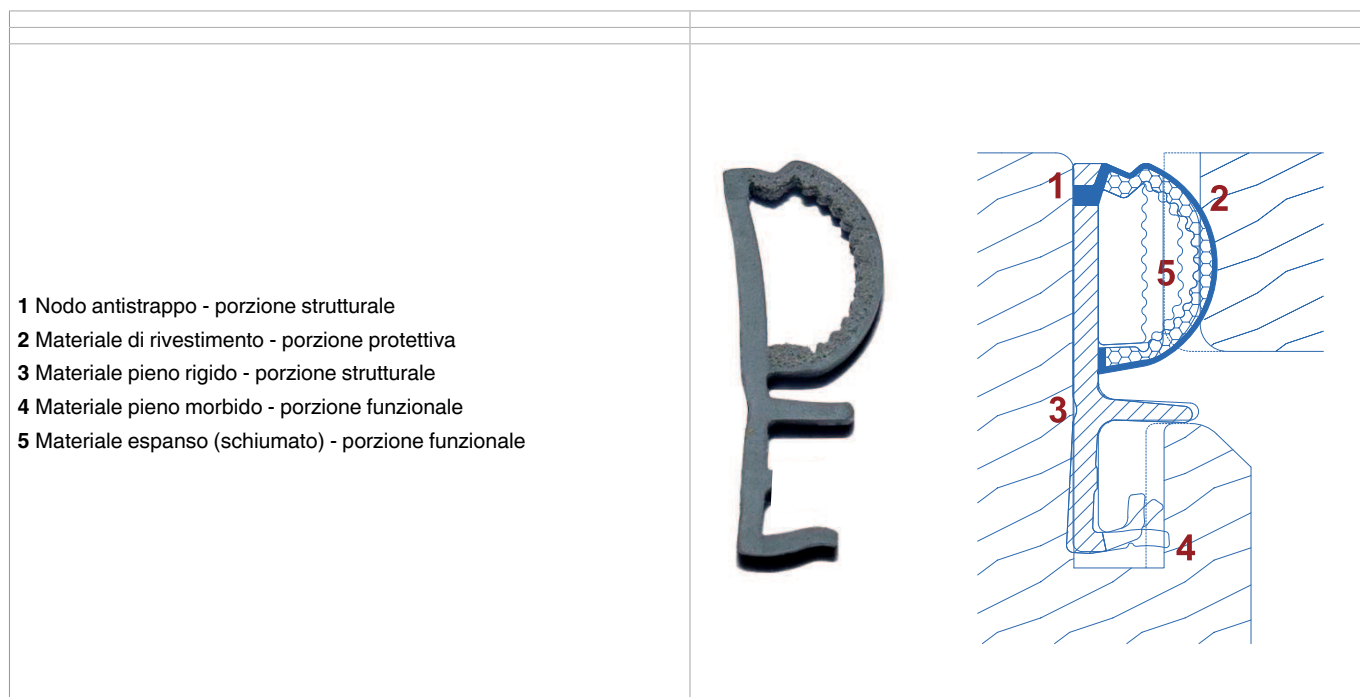 1 Nodo antistrappo - porzione strutturale
2 Materiale di rivestimento - porzione protettiva
3 Materiale pieno rigido - porzione strutturale
4 Materiale pieno morbido - porzione funzionale
5 Materiale espanso (schiumato) - porzione funzionale
1
2
5
3
4